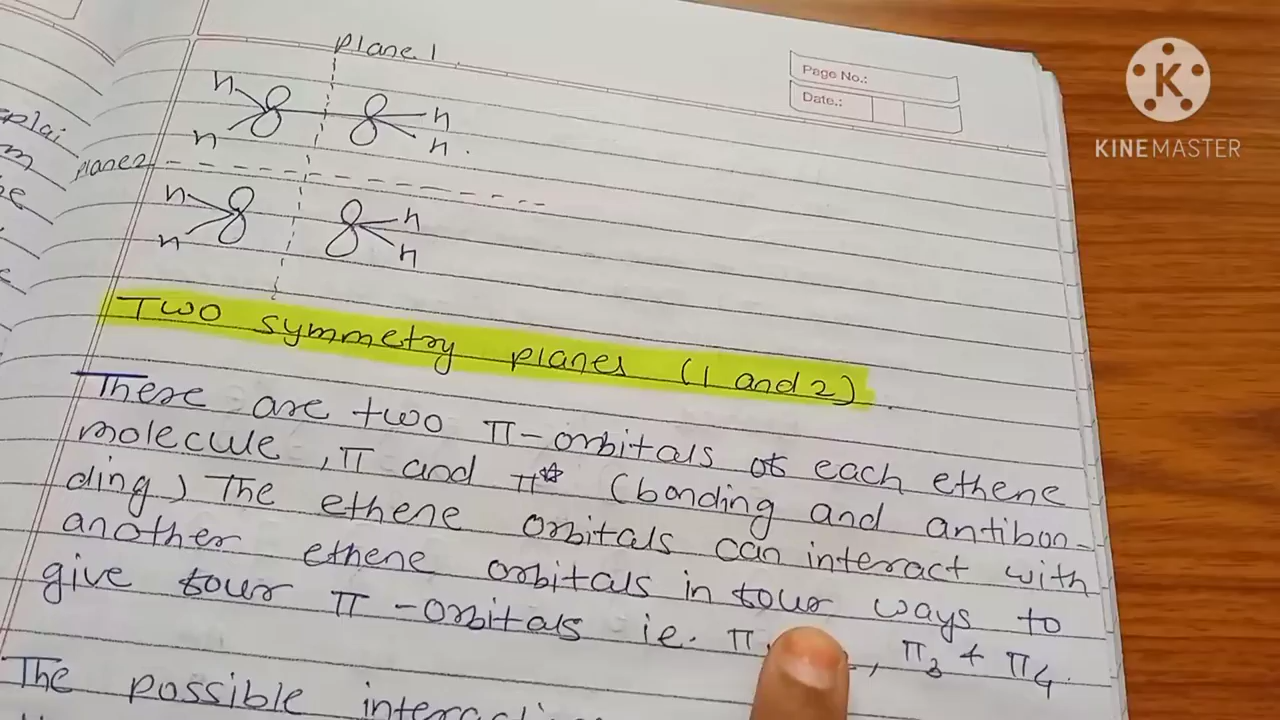 Plane 1
Page No.:
Date.:
K
KINEMASTER
n
n
n
n
Plane 2
n
n
n
n
Two symmetry planes (1 and 2)
There are two π-orbitals of each ethene
molecule, π and π* (bonding and antibon-
ding) The ethene orbitals can interact with
another ethene orbitals in four ways to
give four π-orbitals ie. π , π3 + π4
The possible